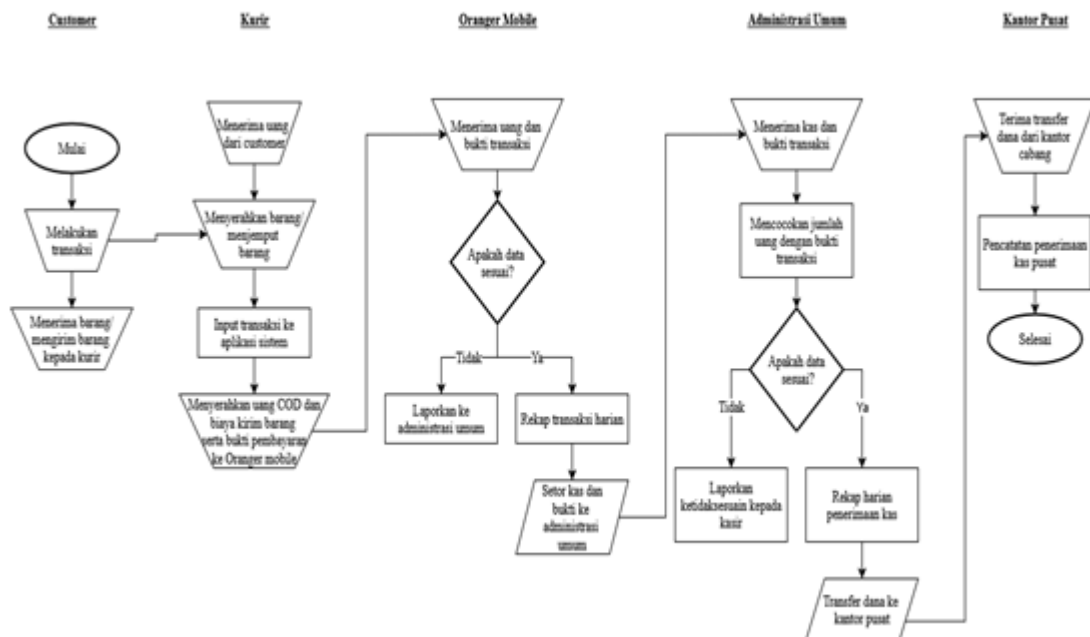 Customer
Kurir
Oranger Mobile
Administrasi Umum
Kantor Pusat
Mulai
Melakukan
transaksi
Menerima barang/
mengirim barang
kepada kurir
Menerima uang
dari customer
Menyerahkan barang/
menjemput
barang
Input transaksi ke
aplikasi sistem
Menyerahkan uang COD dan
biaya kirim barang
serta bukti pembayaran
ke Oranger mobile
Menerima uang dan
bukti transaksi
Apakah data
sesuai?
Tidak
Ya
Laporkan ke
administrasi umum
Rekap transaksi harian
Setor kas dan
bukti ke
administrasi
umum
Menerima kas dan
bukti transaksi
Mencocokan jumlah
uang dengan bukti
transaksi
Apakah data
sesuai?
Tidak
Ya
Laporkan
ketidaksesuain kepada
kasir
Rekap harian
penerimaan kas
Transfer dana ke
kantor pusat
Terima transfer
dana dari kantor
cabang
Pencatatan penerimaan
kas pusat
Selesai